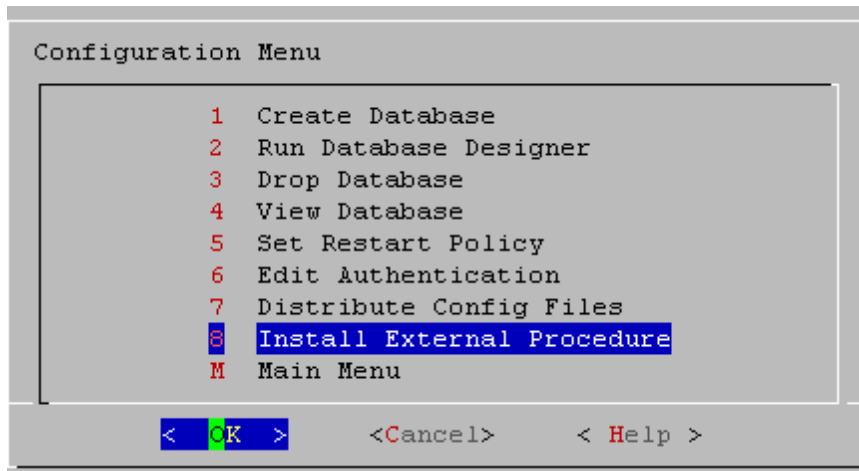 Configuration Menu
1 Create Database
2 Run Database Designer
3 Drop Database
4 View Database
5 Set Restart Policy
6 Edit Authentication
7 Distribute Config Files
8 Install External Procedure
M Main Menu
< OK > <Cancel> < Help >